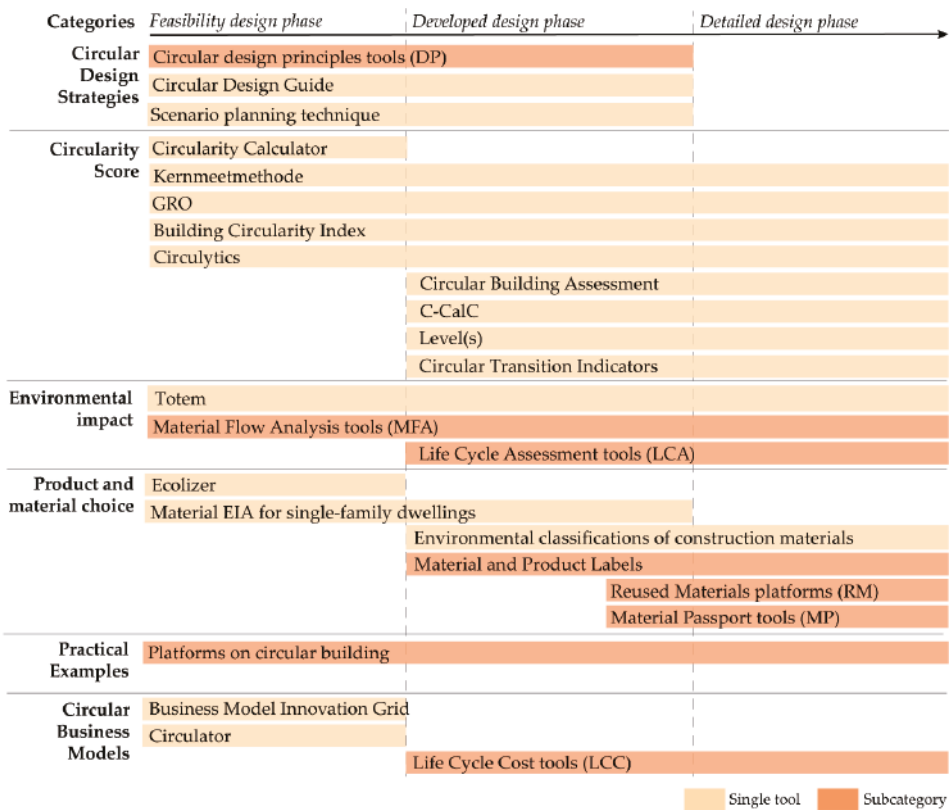 Categories Feasibility design phase Developed design phase Detailed design phase
Circular Design Strategies
Circular design principles tools (DP)
Circular Design Guide
Scenario planning technique
Circularity Score
Circularity Calculator
Kernmeetmethode
GRO
Building Circularity Index
Circulytics
Circular Building Assessment
C-CalC
Level(s)
Circular Transition Indicators
Environmental impact
Totem
Material Flow Analysis tools (MFA)
Life Cycle Assessment tools (LCA)
Product and material choice
Ecolizer
Material EIA for single-family dwellings
Environmental classifications of construction materials
Material and Product Labels
Reused Materials platforms (RM)
Material Passport tools (MP)
Practical Examples
Platforms on circular building
Circular Business Models
Business Model Innovation Grid
Circulator
Life Cycle Cost tools (LCC)
Single tool Subcategory